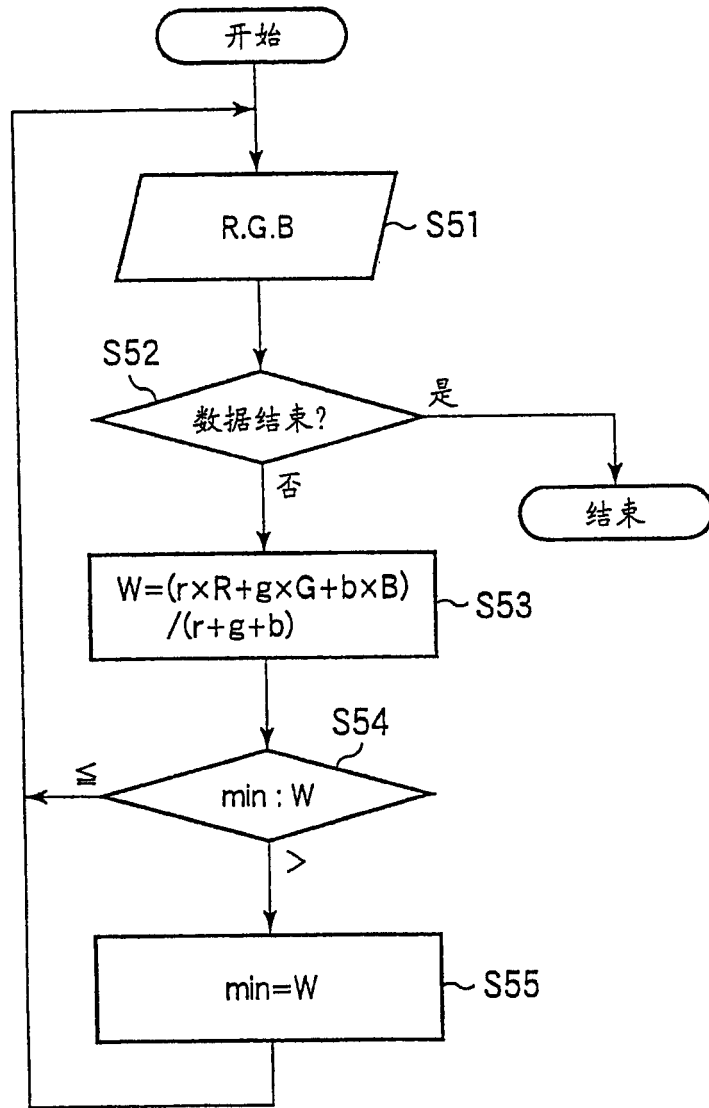 开始
R.G.B
S51
S52
数据结束?
是
否
结束
W=(r×R+g×G+b×B)
/(r+g+b)
S53
S54
≦
min : W
>
min=W
S55